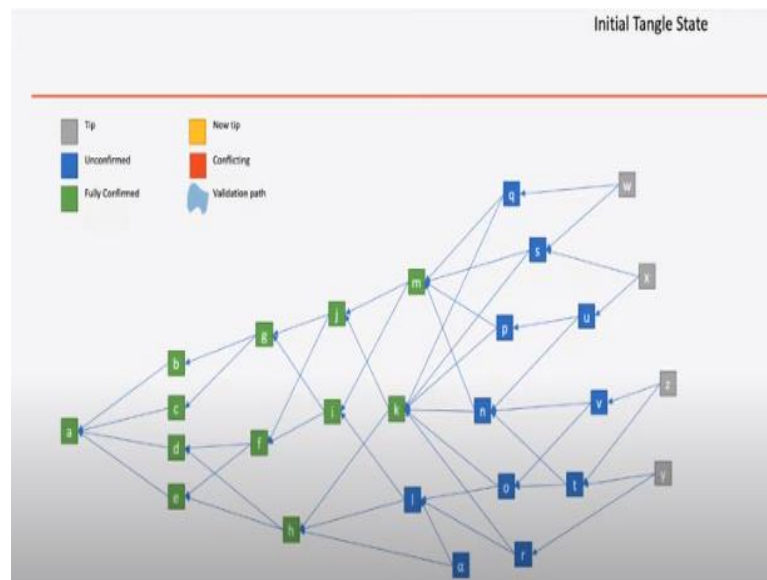 Initial Tangle State
Tip
New tip
Unconfirmed
Conflicting
Fully Confirmed
Validation path
q
w
s
m
x
j
p
u
g
b
z
c
i
k
n
v
a
d
f
e
l
o
t
y
h
r
α